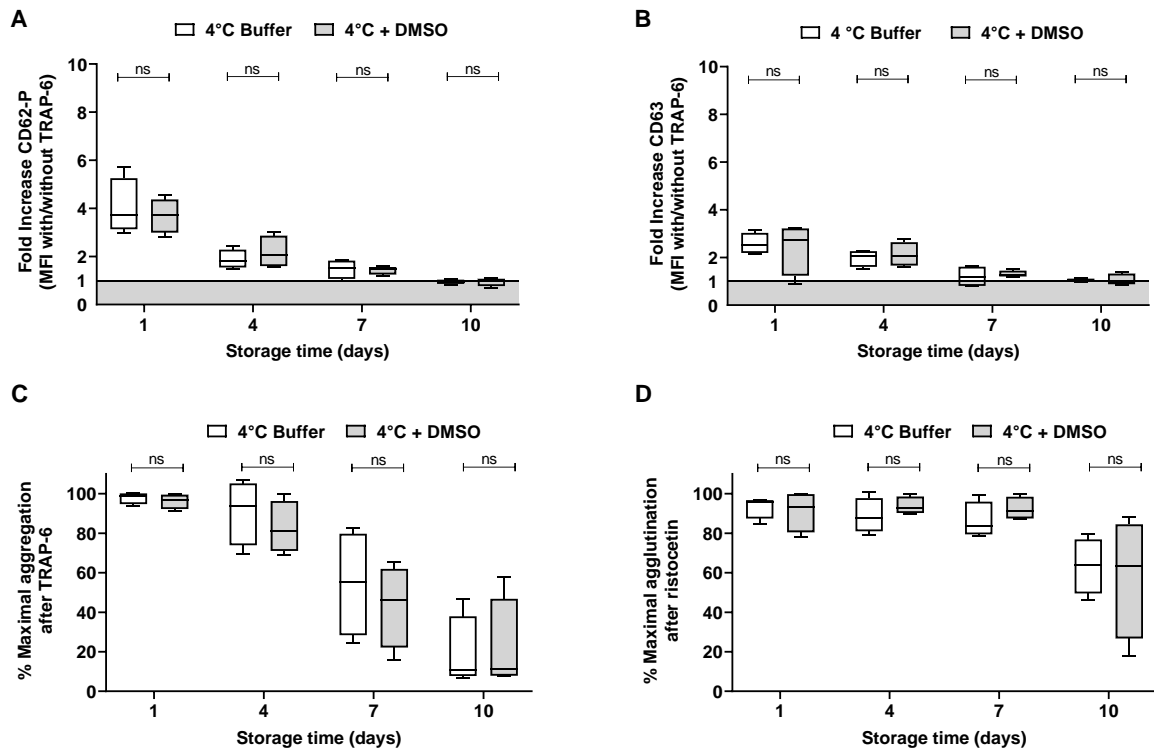 A
4°C Buffer 4°C + DMSO
ns ns ns ns
Fold Increase CD62-P
(MFI with/without TRAP-6)
10
8
6
4
2
1
0
1 4 7 10
Storage time (days)
B
4 °C Buffer 4°C + DMSO
ns ns ns ns
Fold Increase CD63
(MFI with/without TRAP-6)
10
8
6
4
2
1
0
1 4 7 10
Storage time (days)
C
4°C Buffer 4°C + DMSO
ns ns ns ns
% Maximal aggregation
after TRAP-6
100
80
60
40
20
0
1 4 7 10
Storage time (days)
D
4°C Buffer 4°C + DMSO
ns ns ns ns
% Maximal agglutination
after ristocetin
100
80
60
40
20
0
1 4 7 10
Storage time (days)